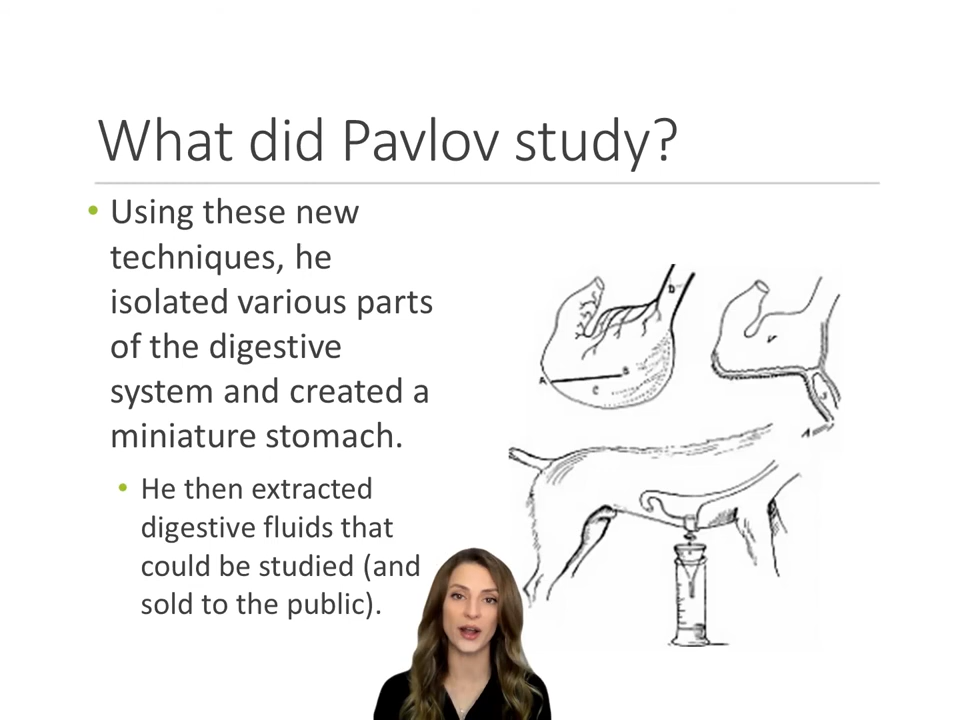 What did Pavlov study?
• Using these new
techniques, he
isolated various parts
of the digestive
system and created a
miniature stomach.
• He then extracted
digestive fluids that
could be studied (and
sold to the public).
A
B
C
D
V
A